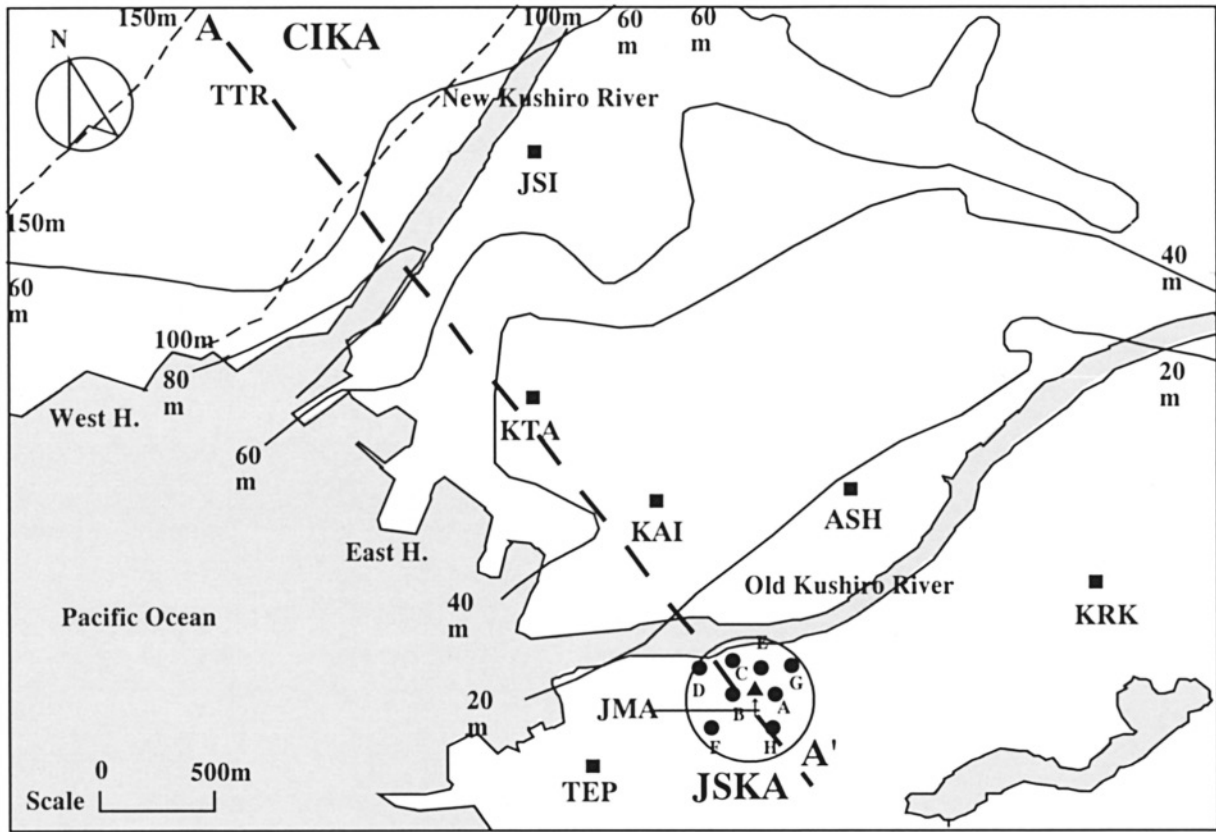 150m
A
CIKA
100m
60
m
60
m
N
TTR
New Kushiro River
JSI
150m
60
m
40
m
100m
80
m
20
m
West H.
KTA
60
m
ASH
KAI
East H.
Old Kushiro River
40
m
KRK
Pacific Ocean
E
C
D
G
20
m
JMA
B
A
F
H
A'
0
500m
TEP
JSKA
Scale